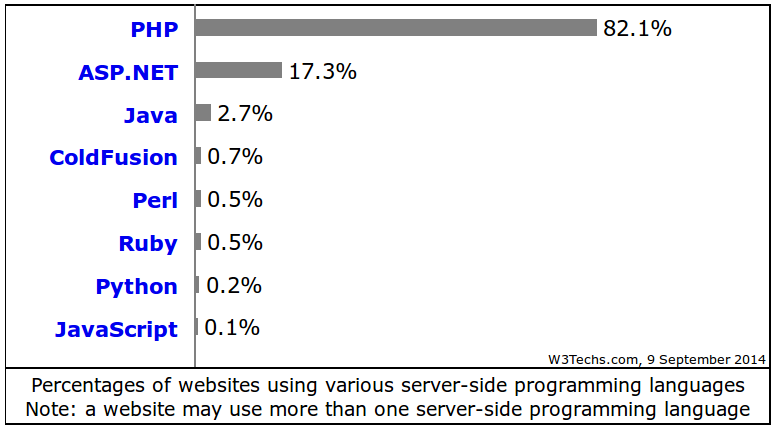 PHP 82.1%
ASP.NET 17.3%
Java 2.7%
ColdFusion 0.7%
Perl 0.5%
Ruby 0.5%
Python 0.2%
JavaScript 0.1%
W3Techs.com, 9 September 2014
Percentages of websites using various server-side programming languages
Note: a website may use more than one server-side programming language